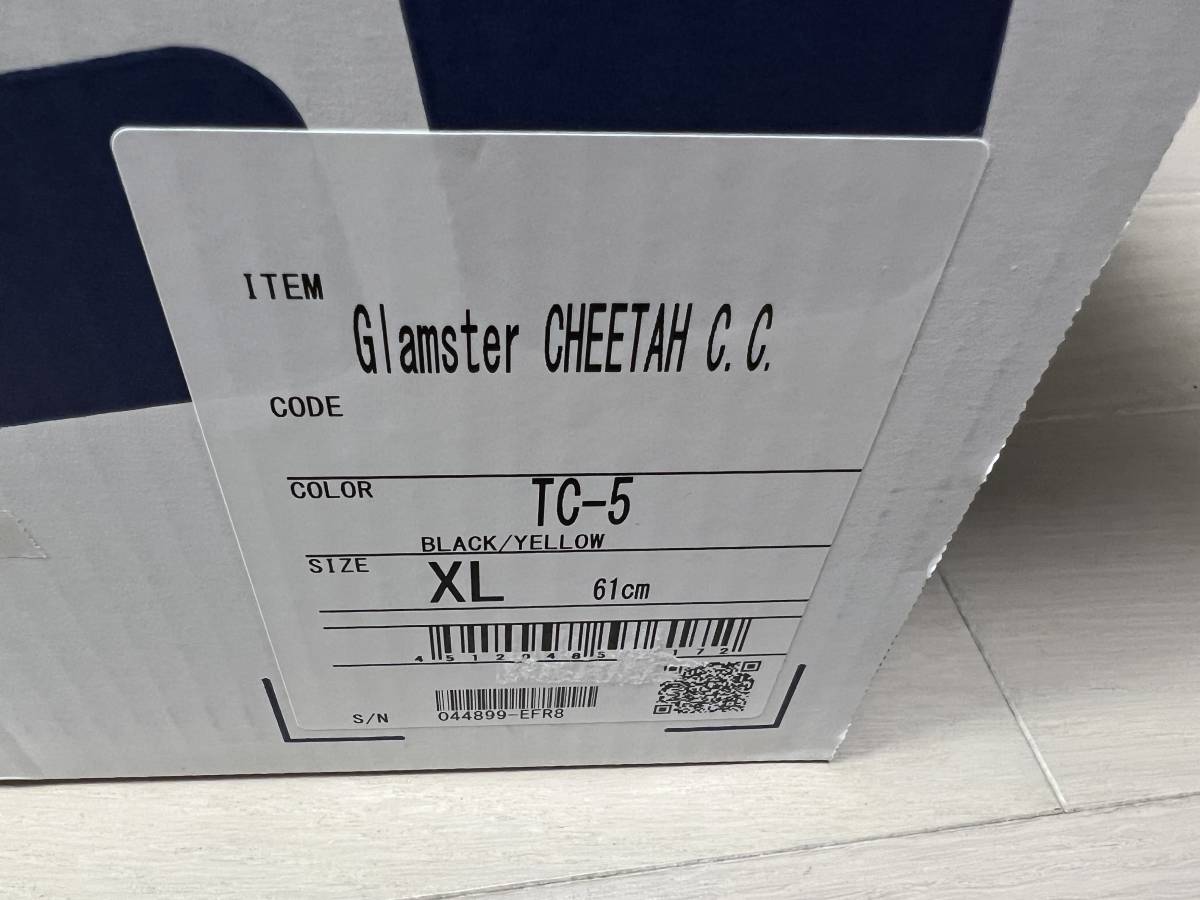 ITEM
Glamster CHEETAH C.C.
CODE
COLOR
TC-5
BLACK/YELLOW
SIZE
XL 61cm
S/N
044899-EFR8